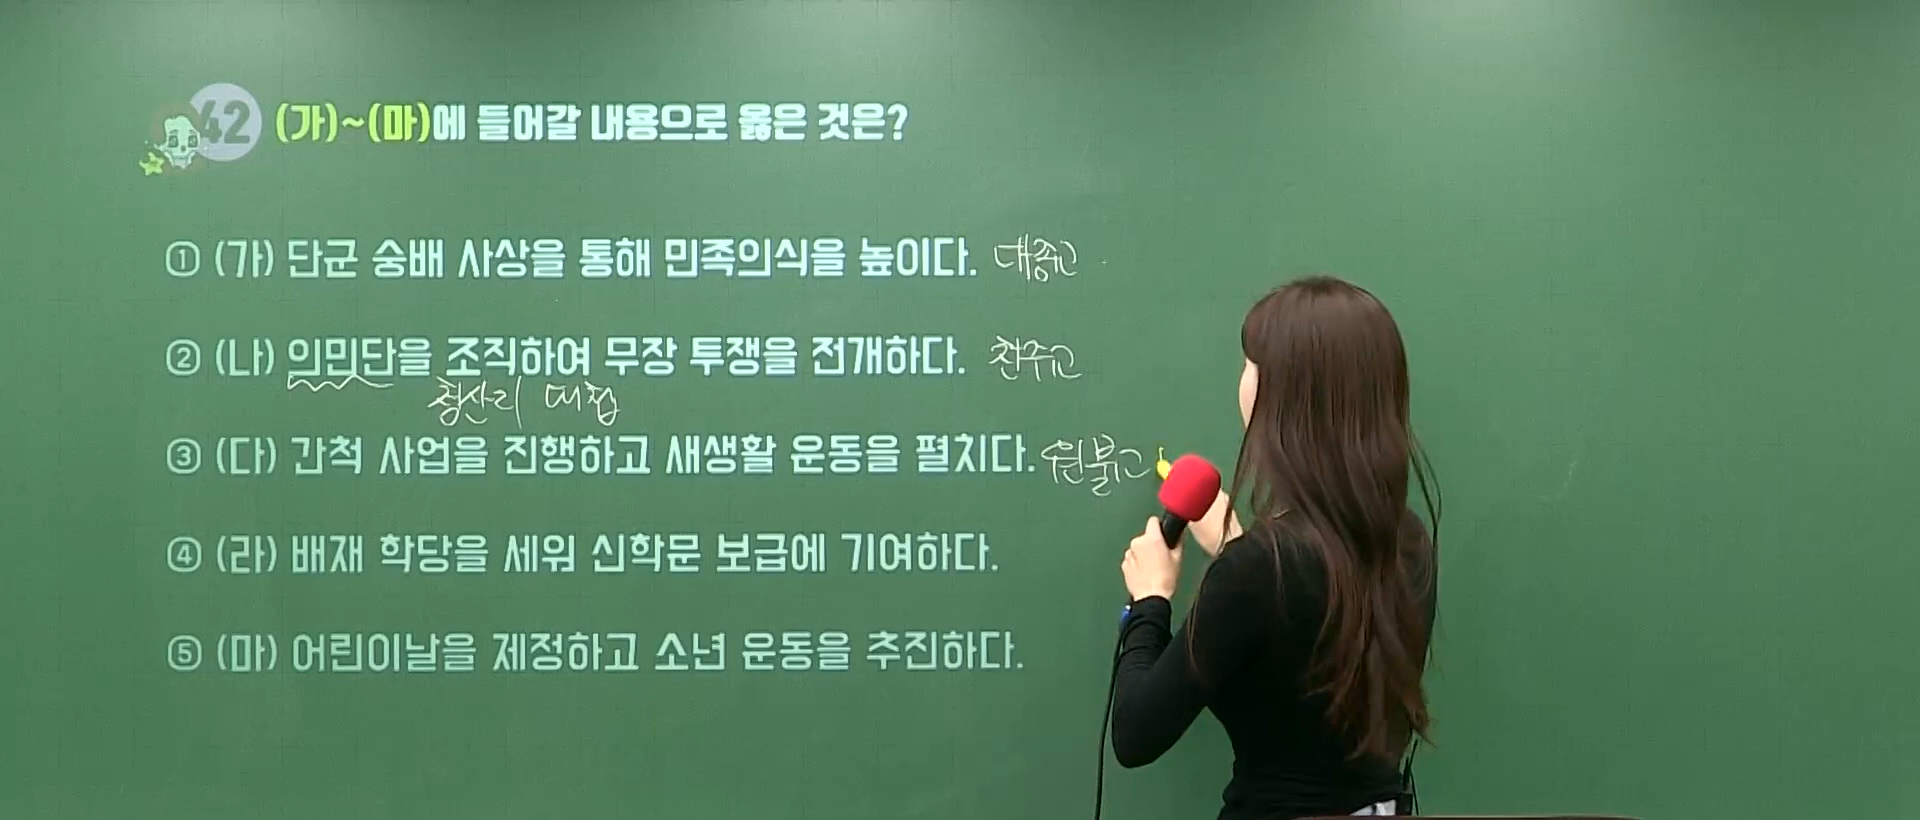 42 (가)~(마)에 들어갈 내용으로 옳은 것은?
① (가) 단군 숭배 사상을 통해 민족의식을 높이다. 대종교
② (나) 의민단을 조직하여 무장 투쟁을 전개하다. 천주교
청산리 대첩
③ (다) 간척 사업을 진행하고 새생활 운동을 펼치다. 원불교
④ (라) 배재 학당을 세워 신학문 보급에 기여하다.
⑤ (마) 어린이날을 제정하고 소년 운동을 추진하다.